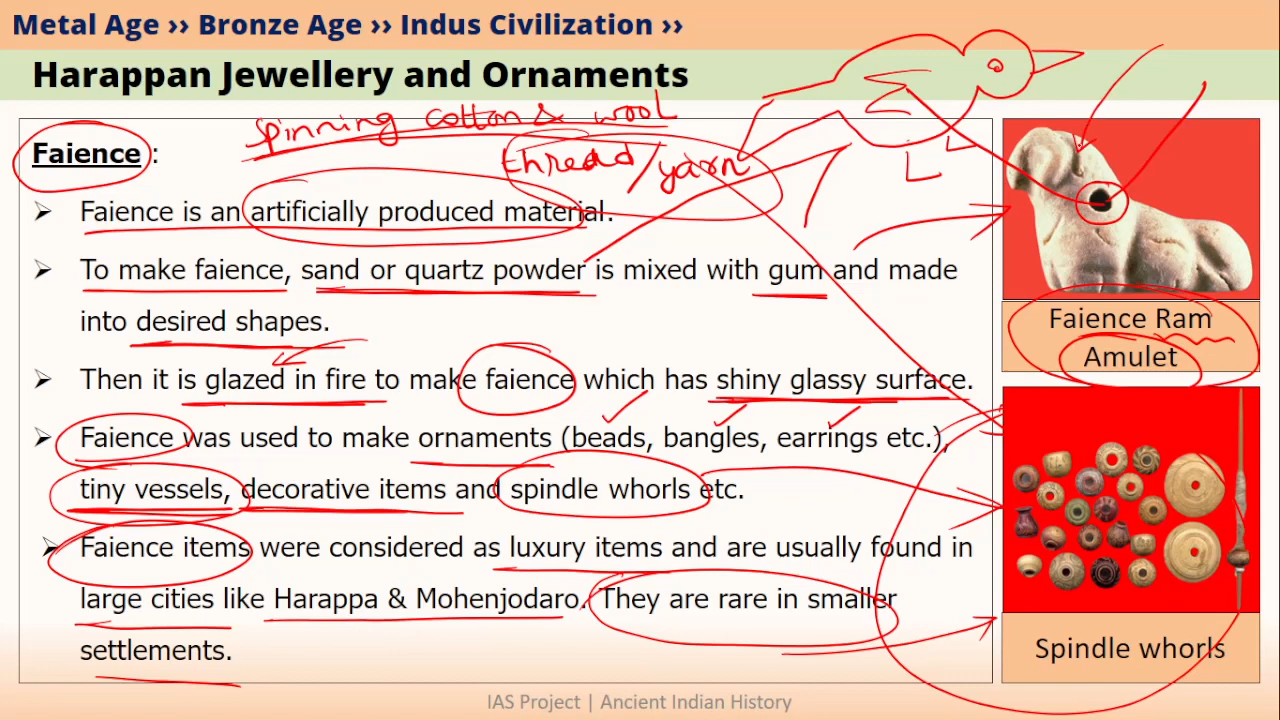 Metal Age ›› Bronze Age ›› Indus Civilization ››
Harappan Jewellery and Ornaments
spinning cotton & wool
thread/yarn
Faience :
➢ Faience is an artificially produced material.
➢ To make faience, sand or quartz powder is mixed with gum and made
into desired shapes.
➢ Then it is glazed in fire to make faience which has shiny glassy surface.
➢ Faience was used to make ornaments (beads, bangles, earrings etc.),
tiny vessels, decorative items and spindle whorls etc.
➢ Faience items were considered as luxury items and are usually found in
large cities like Harappa & Mohenjodaro. They are rare in smaller
settlements.
Faience Ram
Amulet
Spindle whorls
IAS Project | Ancient Indian History